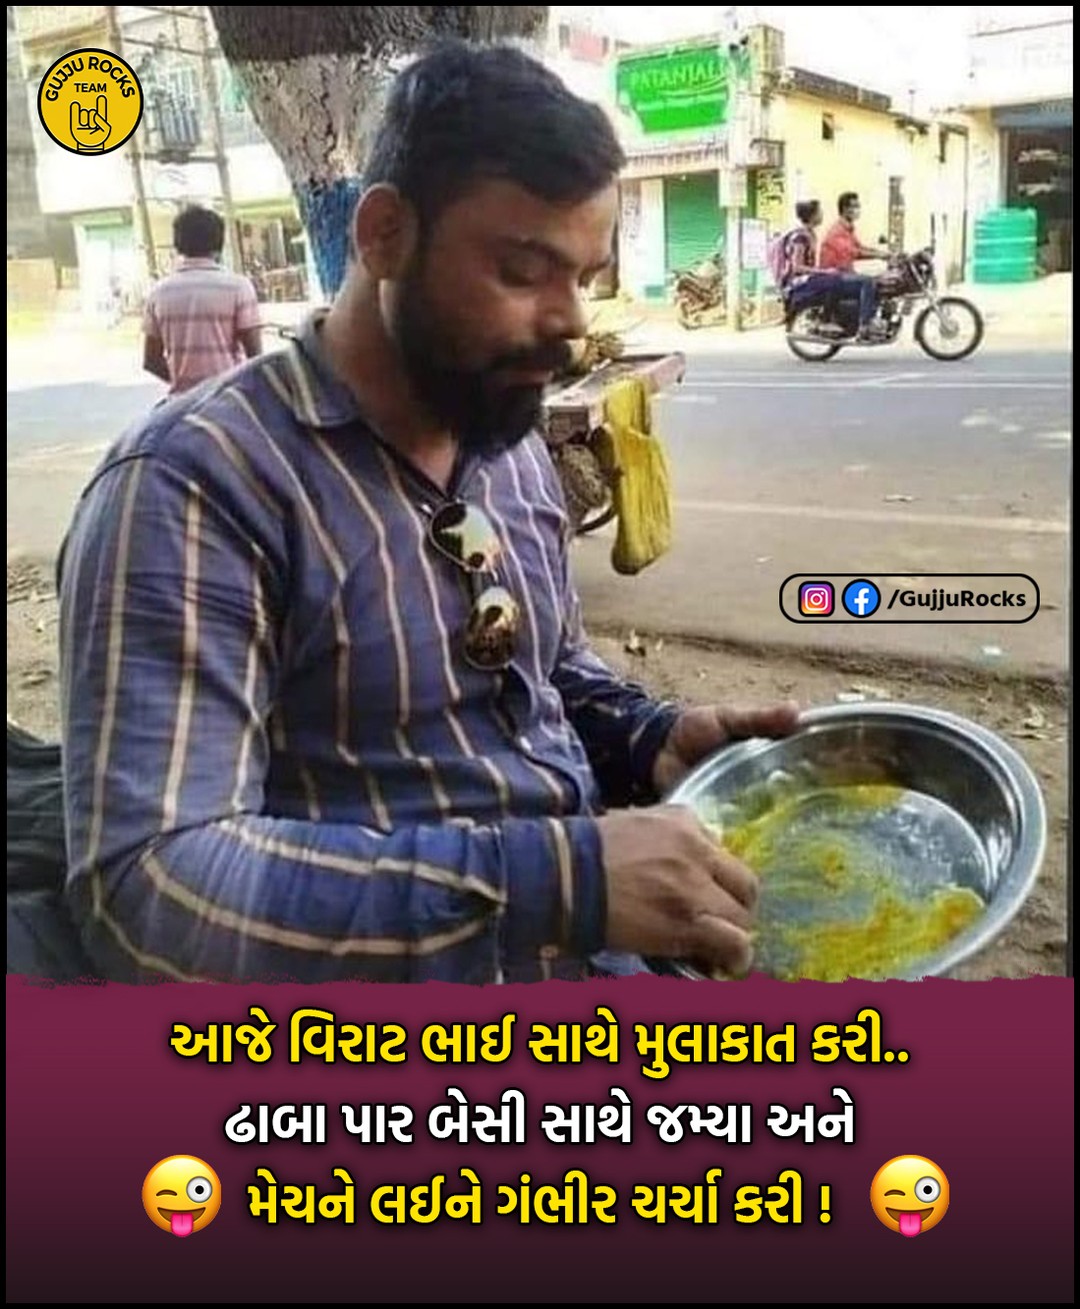 GUJJU ROCKS
TEAM
PATANJALI
/GujjuRocks
આજે વિરાટ ભાઈ સાથે મુલાકાત કરી..
ઢાબા પાર બેસી સાથે જમ્યા અને
મેચને લઈને ગંભીર ચર્ચા કરી !